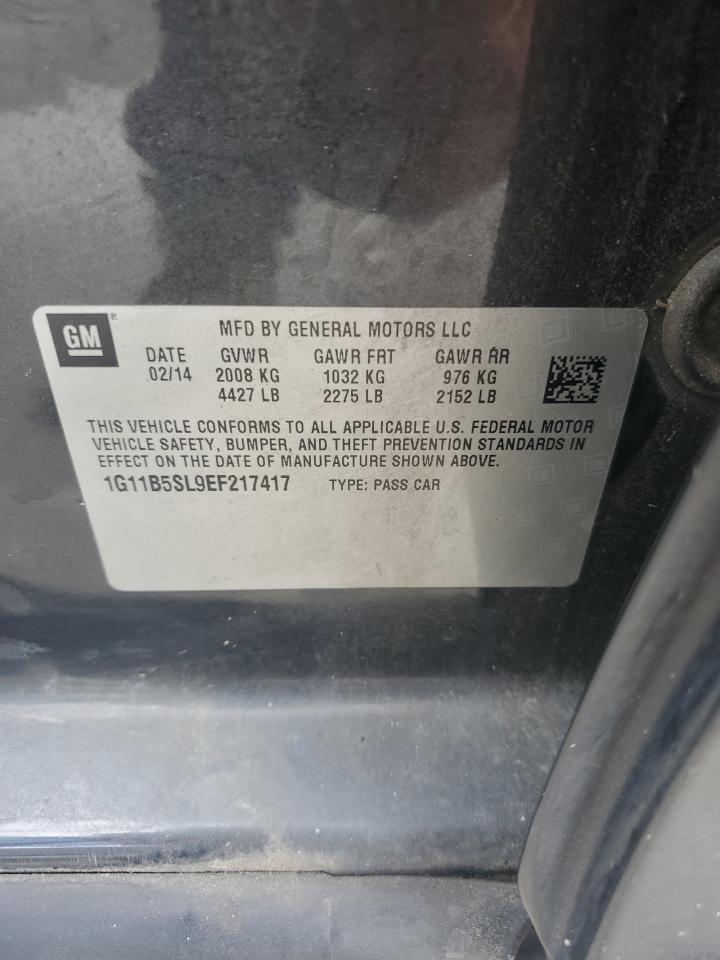 GM®
MFD BY GENERAL MOTORS LLC
DATE GVWR GAWR FRT GAWR RR
02/14 2008 KG 1032 KG 976 KG
4427 LB 2275 LB 2152 LB
THIS VEHICLE CONFORMS TO ALL APPLICABLE U.S. FEDERAL MOTOR
VEHICLE SAFETY, BUMPER, AND THEFT PREVENTION STANDARDS IN
EFFECT ON THE DATE OF MANUFACTURE SHOWN ABOVE.
1G11B5SL9EF217417 TYPE: PASS CAR